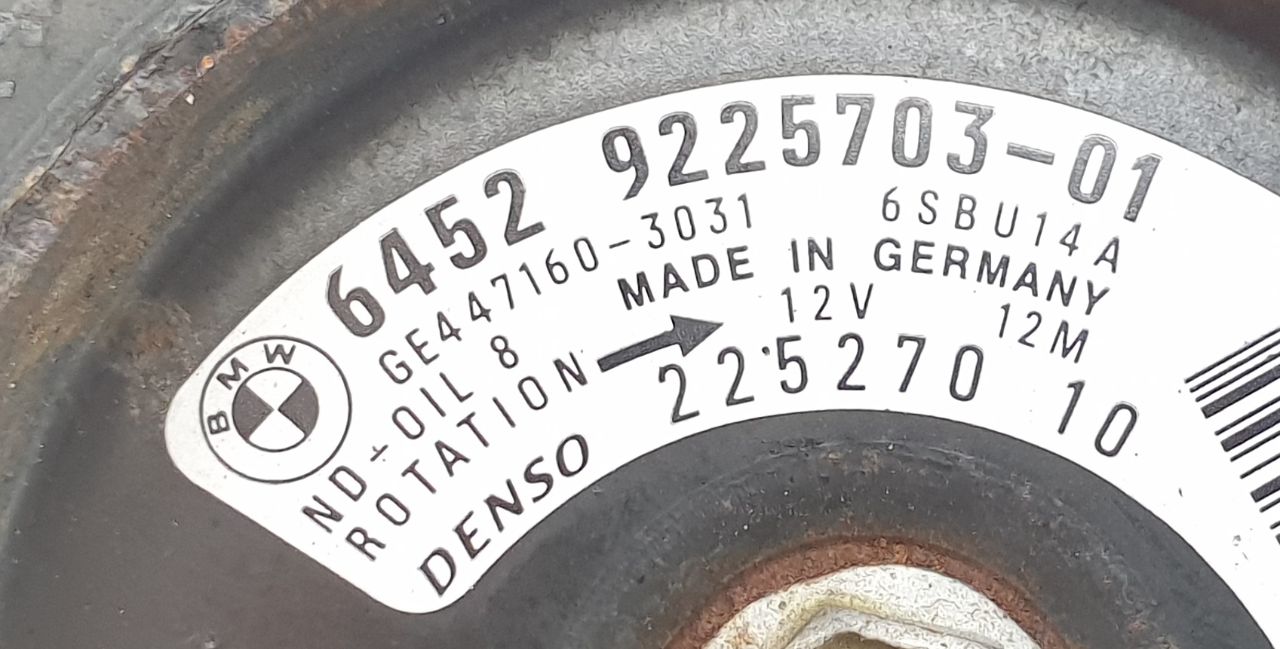 6452 9225703-01
GE447160-3031 6SBU14A
ND-OIL 8 MADE IN GERMANY
ROTATION 12V 12M
DENSO 225270 10
BMW